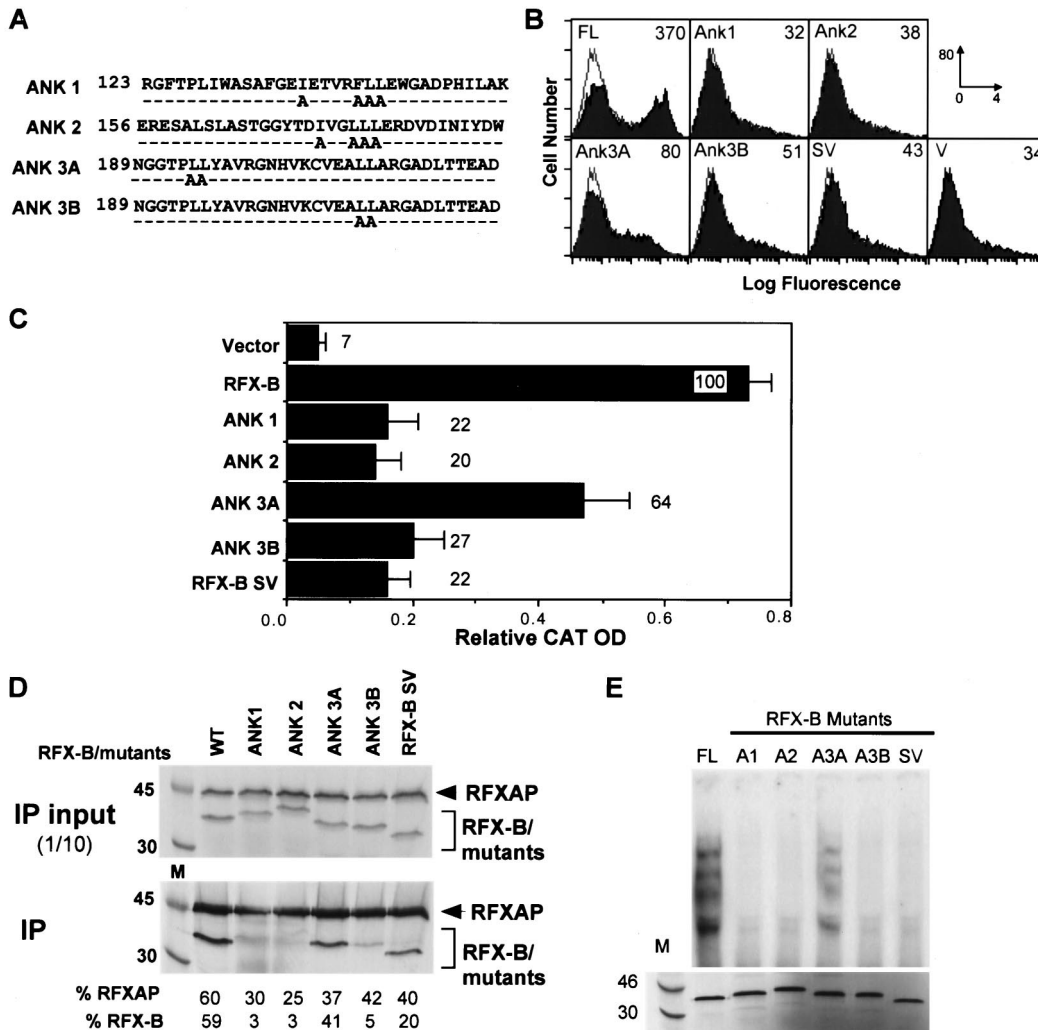 A
ANK 1 123 RGFTPLIWASAFGEIETVRFLLEWGADPHILAK
---------------A----AAA----------
ANK 2 156 ERESALSLASTGGYTDIVGLLLERDVDINIYDW
----------------A--AAA-----------
ANK 3A 189 NGGTPLLYAVRGNHVKCVEALLARGADLTTEAD
-----AA--------------------------
ANK 3B 189 NGGTPLLYAVRGNHVKCVEALLARGADLTTEAD
--------------------AA-----------
B
FL 370 Ank1 32 Ank2 38
80
0 4
Ank3A 80 Ank3B 51 SV 43 V 34
Cell Number
Log Fluorescence
C
Vector 7
RFX-B 100
ANK 1 22
ANK 2 20
ANK 3A 64
ANK 3B 27
RFX-B SV 22
0.0 0.2 0.4 0.6 0.8
Relative CAT OD
D
RFX-B/mutants WT ANK1 ANK 2 ANK 3A ANK 3B RFX-B SV
IP input
(1/10)
45
30
RFXAP
RFX-B/
mutants
M
IP
45
30
RFXAP
RFX-B/
mutants
% RFXAP 60 30 25 37 42 40
% RFX-B 59 3 3 41 5 20
E
RFX-B Mutants
FL A1 A2 A3A A3B SV
M
46
30